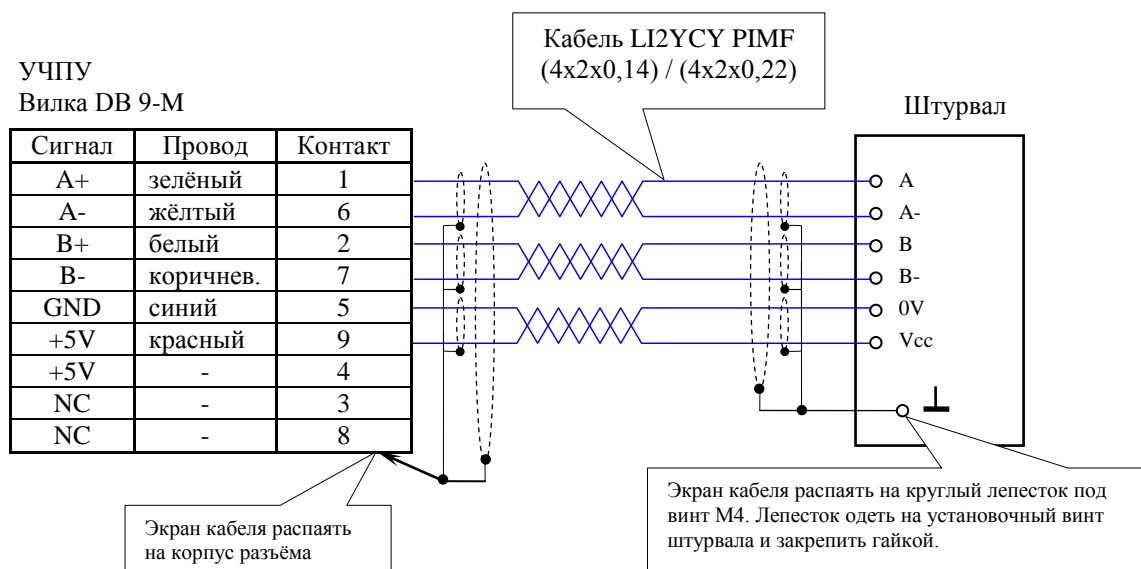 Кабель LI2YCY PIMF
(4x2x0,14) / (4x2x0,22)
УЧПУ
Вилка DB 9-M
Штурвал
Сигнал Провод Контакт
A+ зелёный 1
A- жёлтый 6
B+ белый 2
B- коричнев. 7
GND синий 5
+5V красный 9
+5V - 4
NC - 3
NC - 8
A
A-
B
B-
0V
Vcc
Экран кабеля распаять
на корпус разъёма
Экран кабеля распаять на круглый лепесток под
винт М4. Лепесток одеть на установочный винт
штурвала и закрепить гайкой.